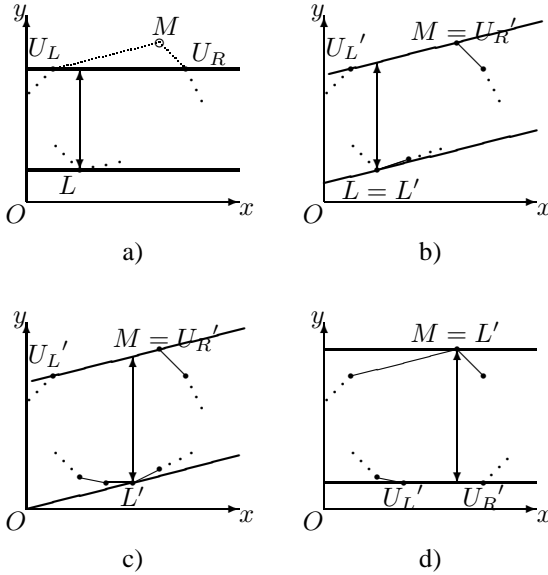 y
M
U_L
U_R
L
O
x
a)
y
U_L′
M = U_R′
L = L′
O
x
b)
y
M = U_R′
U_L′
L′
O
x
c)
y
M = L′
U_L′
U_R′
O
x
d)